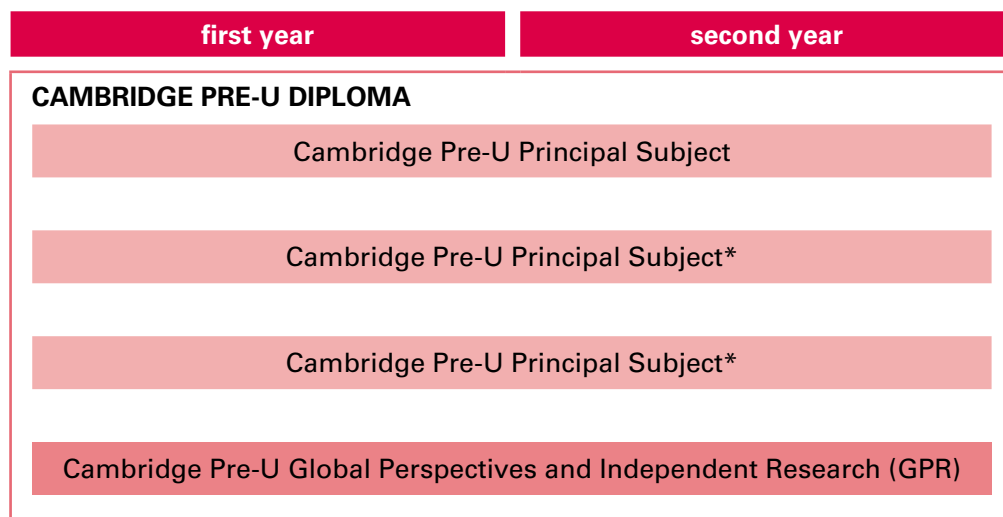 first year
second year
CAMBRIDGE PRE-U DIPLOMA
Cambridge Pre-U Principal Subject
Cambridge Pre-U Principal Subject*
Cambridge Pre-U Principal Subject*
Cambridge Pre-U Global Perspectives and Independent Research (GPR)